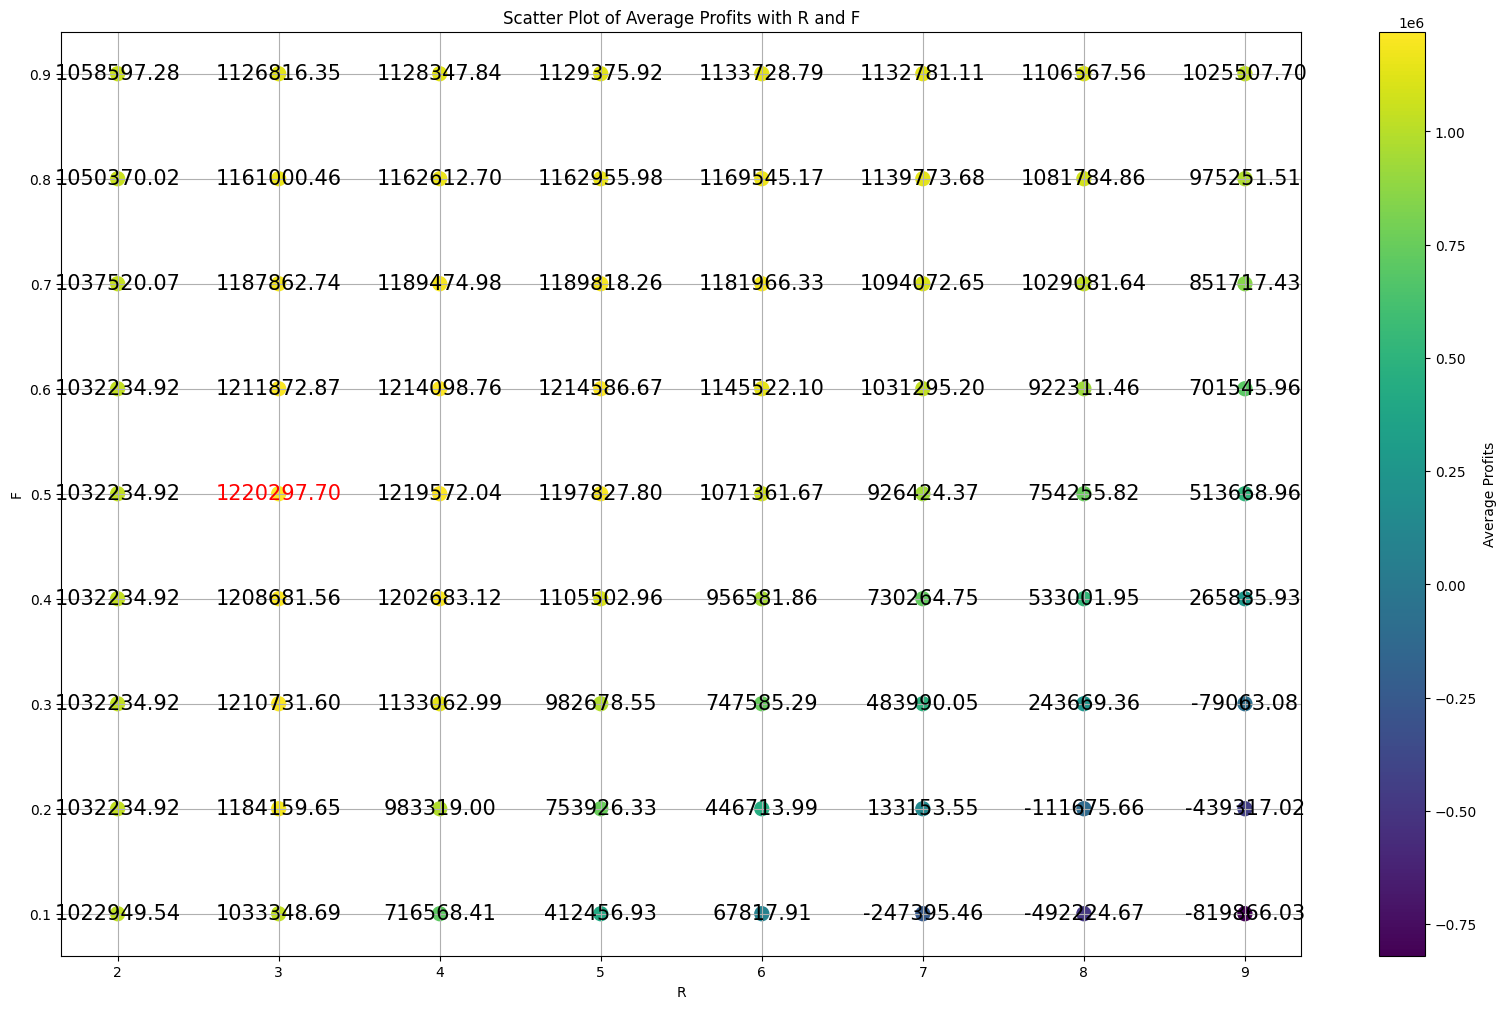 Scatter Plot of Average Profits with R and F
1e6
0.9 1058597.28 1126816.35 1128347.84 1129375.92 1133728.79 1132781.11 1106567.56 1025507.70
1.00
0.8 1050370.02 1161000.46 1162612.70 1162955.98 1169545.17 1139773.68 1081784.86 975251.51
0.75
0.7 1037520.07 1187862.74 1189474.98 1189818.26 1181966.33 1094072.65 1029081.64 851717.43
0.50
0.6 1032234.92 1211872.87 1214098.76 1214586.67 1145522.10 1031295.20 922311.46 701545.96
0.25
F
0.5 1032234.92 1220297.70 1219572.04 1197827.80 1071361.67 926424.37 754255.82 513668.96
Average Profits
0.00
0.4 1032234.92 1208681.56 1202683.12 1105502.96 956581.86 730264.75 533001.95 265885.93
−0.25
0.3 1032234.92 1210731.60 1133062.99 982678.55 747585.29 483990.05 243669.36 -79063.08
−0.50
0.2 1032234.92 1184159.65 983319.00 753926.33 446713.99 133153.55 -111675.66 -439317.02
0.1 1022949.54 1033348.69 716568.41 412456.93 67817.91 -247395.46 -492224.67 -819866.03
−0.75
2 3 4 5 6 7 8 9
R